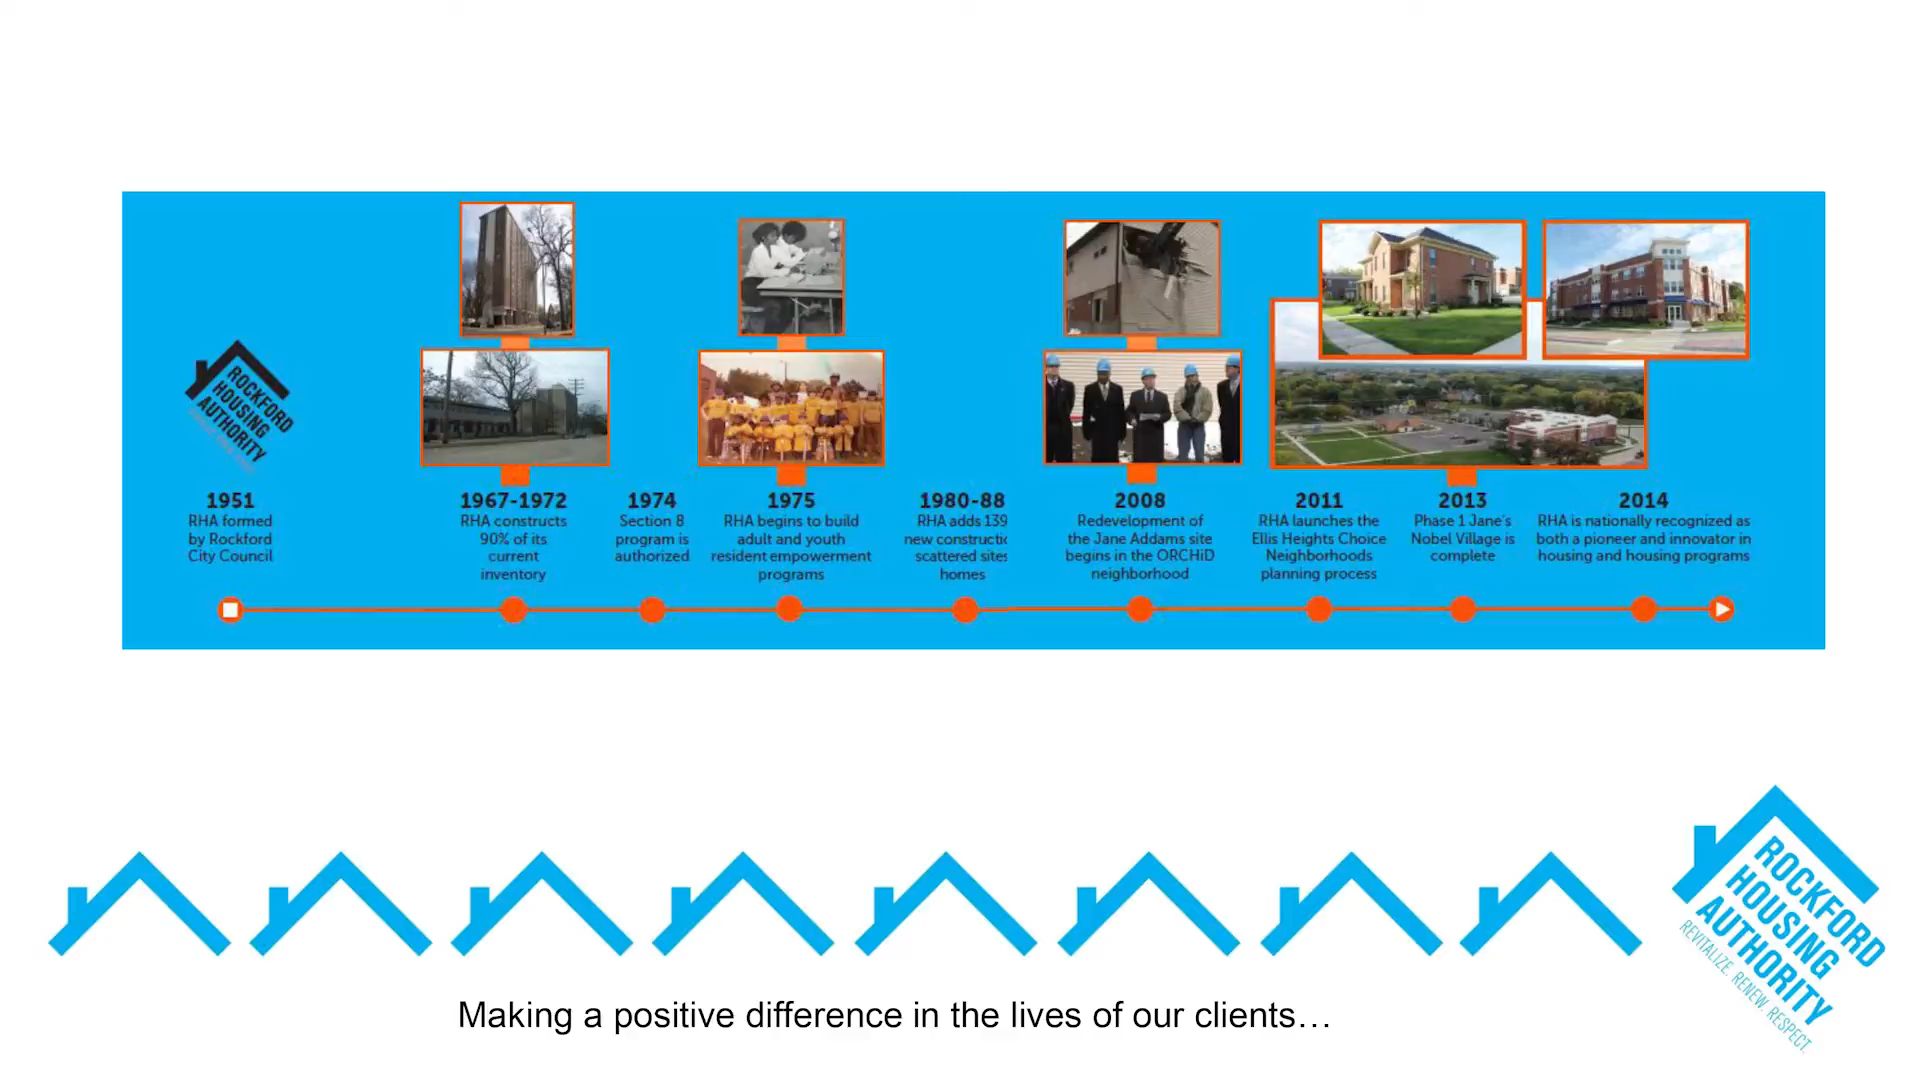 ROCKFORD
HOUSING
AUTHORITY
1951
RHA formed
by Rockford
City Council
1967-1972
RHA constructs
90% of its
current
inventory
1974
Section 8
program is
authorized
1975
RHA begins to build
adult and youth
resident empowerment
programs
1980-88
RHA adds 139
new constructic
scattered sites
homes
2008
Redevelopment of
the Jane Addams site
begins in the ORCHiD
neighborhood
2011
RHA launches the
Ellis Heights Choice
Neighborhoods
planning process
2013
Phase 1 Jane's
Nobel Village is
complete
2014
RHA is nationally recognized as
both a pioneer and innovator in
housing and housing programs
ROCKFORD
HOUSING
AUTHORITY
REVITALIZE. RENEW. RESPECT.
Making a positive difference in the lives of our clients…